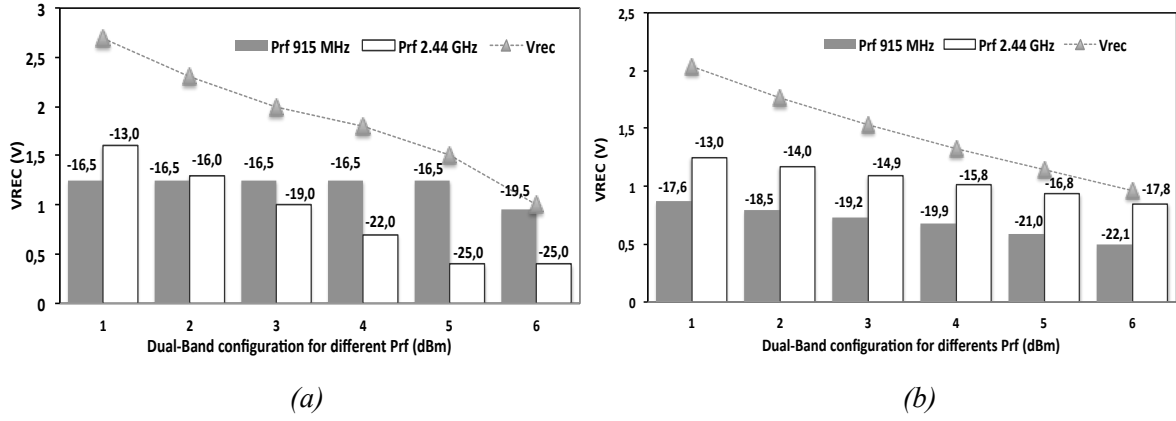 3
2,5
2
1,5
1
0,5
0
VREC (V)
Prf 915 MHz Prf 2.44 GHz Vrec
-16,5 -13,0 -16,5 -16,0 -16,5 -19,0 -16,5 -22,0 -16,5 -25,0 -19,5 -25,0
1 2 3 4 5 6
Dual-Band configuration for different Prf (dBm)
(a)
2,5
2
1,5
1
0,5
0
VREC (V)
Prf 915 MHz Prf 2.44 GHz Vrec
-17,6 -13,0 -18,5 -14,0 -19,2 -14,9 -19,9 -15,8 -21,0 -16,8 -22,1 -17,8
1 2 3 4 5 6
Dual-Band configuration for differents Prf (dBm)
(b)